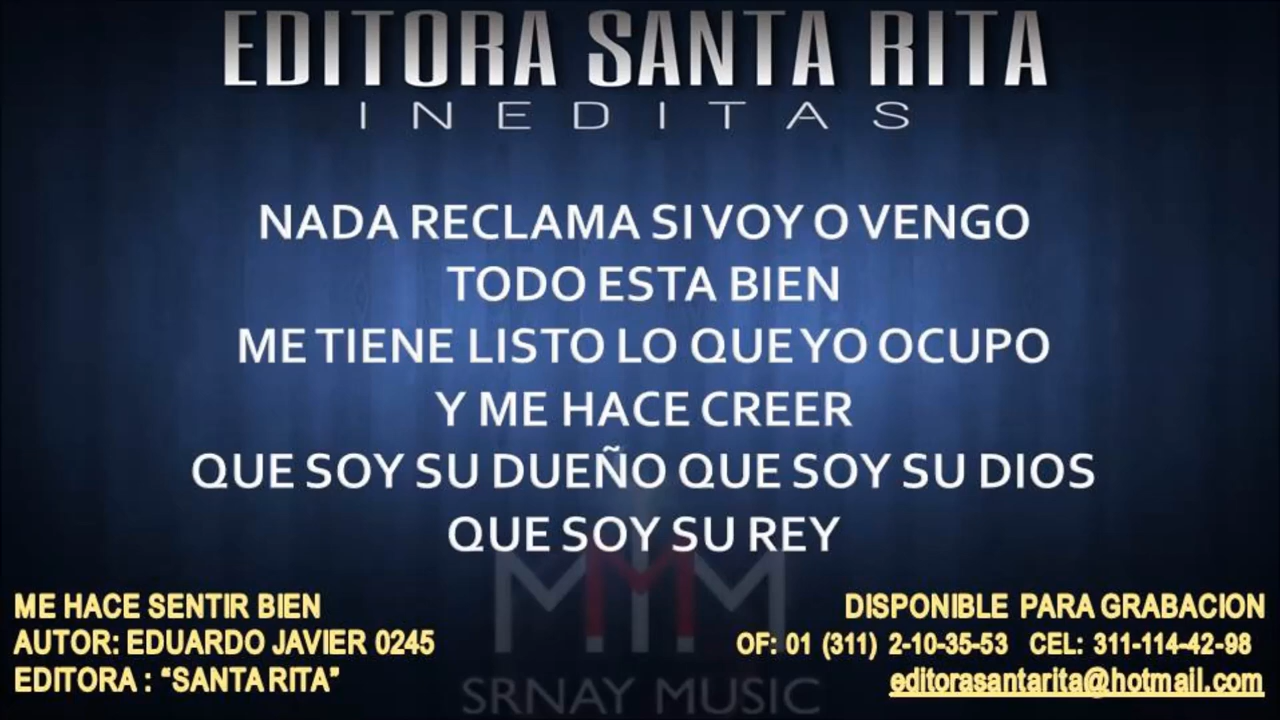 EDITORA SANTA RITA
INEDITAS
NADA RECLAMA SI VOY O VENGO
TODO ESTA BIEN
ME TIENE LISTO LO QUE YO OCUPO
Y ME HACE CREER
QUE SOY SU DUEÑO QUE SOY SU DIOS
QUE SOY SU REY
MYM
SRNAY MUSIC
ME HACE SENTIR BIEN
AUTOR: EDUARDO JAVIER 0245
EDITORA : “SANTA RITA”
DISPONIBLE PARA GRABACION
OF: 01 (311) 2-10-35-53 CEL: 311-114-42-98
editorasantarita@hotmail.com